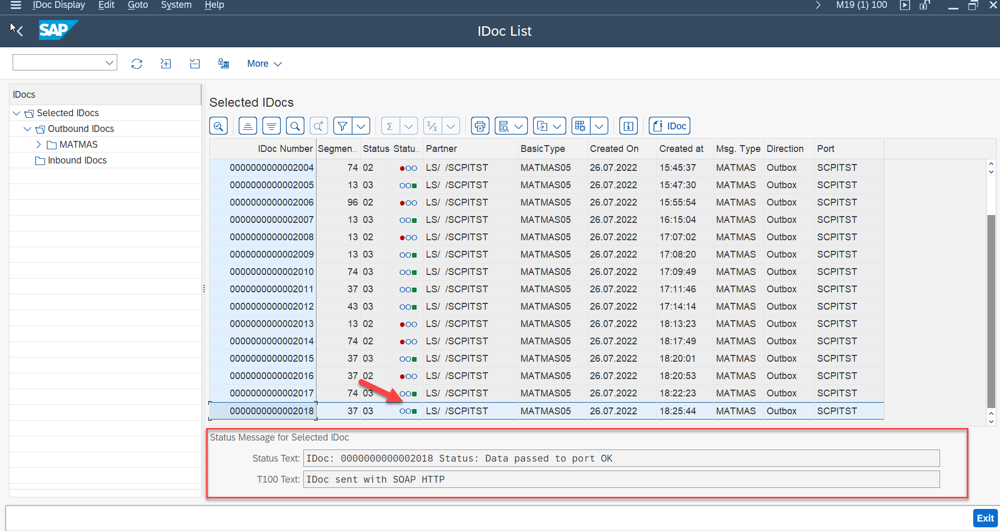 IDoc Display Edit Goto System Help M19 (1) 100
SAP IDoc List
More
IDocs
Selected IDocs
Outbound IDocs
MATMAS
Inbound IDocs
Selected IDocs
IDoc
IDoc Number Segmen... Status Statu... Partner BasicType Created On Created at Msg. Type Direction Port
0000000000002004 74 02 LS/ /SCPITST MATMAS05 26.07.2022 15:45:37 MATMAS Outbox SCPITST
0000000000002005 13 03 LS/ /SCPITST MATMAS05 26.07.2022 15:47:30 MATMAS Outbox SCPITST
0000000000002006 96 02 LS/ /SCPITST MATMAS05 26.07.2022 15:55:54 MATMAS Outbox SCPITST
0000000000002007 13 03 LS/ /SCPITST MATMAS05 26.07.2022 16:15:04 MATMAS Outbox SCPITST
0000000000002008 13 02 LS/ /SCPITST MATMAS05 26.07.2022 17:07:02 MATMAS Outbox SCPITST
0000000000002009 13 03 LS/ /SCPITST MATMAS05 26.07.2022 17:08:20 MATMAS Outbox SCPITST
0000000000002010 74 03 LS/ /SCPITST MATMAS05 26.07.2022 17:09:49 MATMAS Outbox SCPITST
0000000000002011 37 03 LS/ /SCPITST MATMAS05 26.07.2022 17:11:46 MATMAS Outbox SCPITST
0000000000002012 43 03 LS/ /SCPITST MATMAS05 26.07.2022 17:14:14 MATMAS Outbox SCPITST
0000000000002013 13 02 LS/ /SCPITST MATMAS05 26.07.2022 18:13:23 MATMAS Outbox SCPITST
0000000000002014 74 02 LS/ /SCPITST MATMAS05 26.07.2022 18:17:49 MATMAS Outbox SCPITST
0000000000002015 37 03 LS/ /SCPITST MATMAS05 26.07.2022 18:20:01 MATMAS Outbox SCPITST
0000000000002016 37 02 LS/ /SCPITST MATMAS05 26.07.2022 18:20:53 MATMAS Outbox SCPITST
0000000000002017 74 03 LS/ /SCPITST MATMAS05 26.07.2022 18:22:23 MATMAS Outbox SCPITST
0000000000002018 37 03 LS/ /SCPITST MATMAS05 26.07.2022 18:25:44 MATMAS Outbox SCPITST
Status Message for Selected IDoc
Status Text: IDoc: 0000000000002018 Status: Data passed to port OK
T100 Text: IDoc sent with SOAP HTTP
Exit